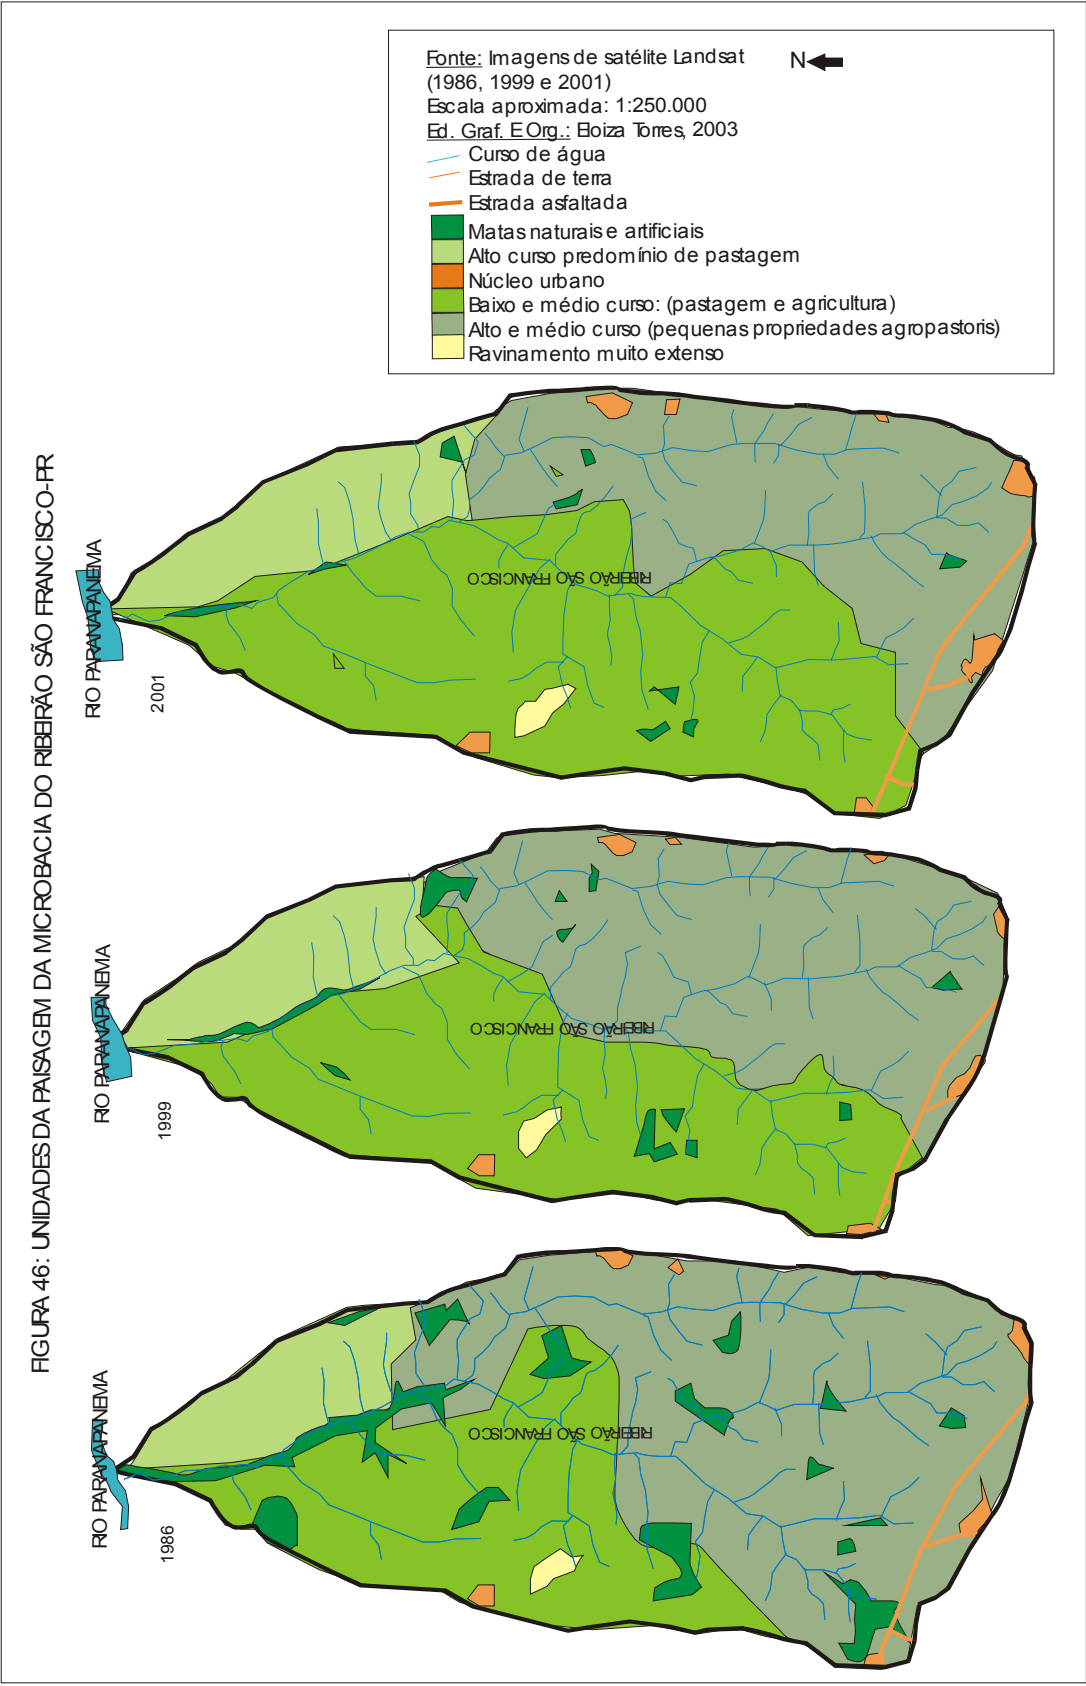 FIGURA 46: UNIDADES DA PAISAGEM DA MICROBACIA DO RIBEIRÃO SÃO FRANCISCO-PR
Fonte: Imagens de satélite Landsat
(1986, 1999 e 2001)
Escala aproximada: 1:250.000
Ed. Graf. E Org.: Eloiza Torres, 2003
N
Curso de água
Estrada de terra
Estrada asfaltada
Matas naturais e artificiais
Alto curso predomínio de pastagem
Núcleo urbano
Baixo e médio curso: (pastagem e agricultura)
Alto e médio curso (pequenas propriedades agropastoris)
Ravinamento muito extenso
RIO PARANAPANEMA
2001
RIBEIRÃO SÃO FRANCISCO
RIO PARANAPANEMA
1999
RIBEIRÃO SÃO FRANCISCO
RIO PARANAPANEMA
1986
RIBEIRÃO SÃO FRANCISCO